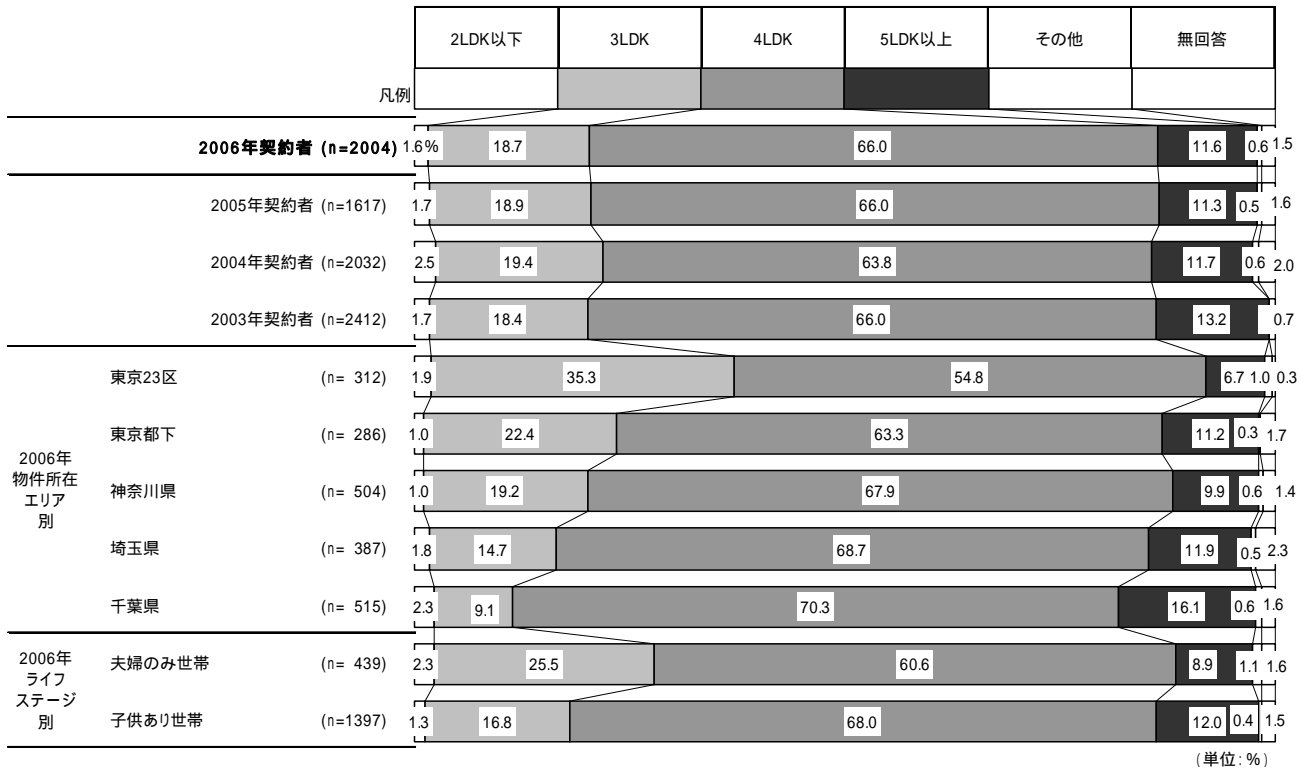 2LDK以下 3LDK 4LDK 5LDK以上 その他 無回答
凡例
2006年契約者 (n=2004) 1.6% 18.7 66.0 11.6 0.6 1.5
2005年契約者 (n=1617) 1.7 18.9 66.0 11.3 0.5 1.6
2004年契約者 (n=2032) 2.5 19.4 63.8 11.7 0.6 2.0
2003年契約者 (n=2412) 1.7 18.4 66.0 13.2 0.7
2006年
物件所在
エリア
別
東京23区 (n= 312) 1.9 35.3 54.8 6.7 1.0 0.3
東京都下 (n= 286) 1.0 22.4 63.3 11.2 0.3 1.7
神奈川県 (n= 504) 1.0 19.2 67.9 9.9 0.6 1.4
埼玉県 (n= 387) 1.8 14.7 68.7 11.9 0.5 2.3
千葉県 (n= 515) 2.3 9.1 70.3 16.1 0.6 1.6
2006年
ライフ
ステージ
別
夫婦のみ世帯 (n= 439) 2.3 25.5 60.6 8.9 1.1 1.6
子供あり世帯 (n=1397) 1.3 16.8 68.0 12.0 0.4 1.5
(単位:%)